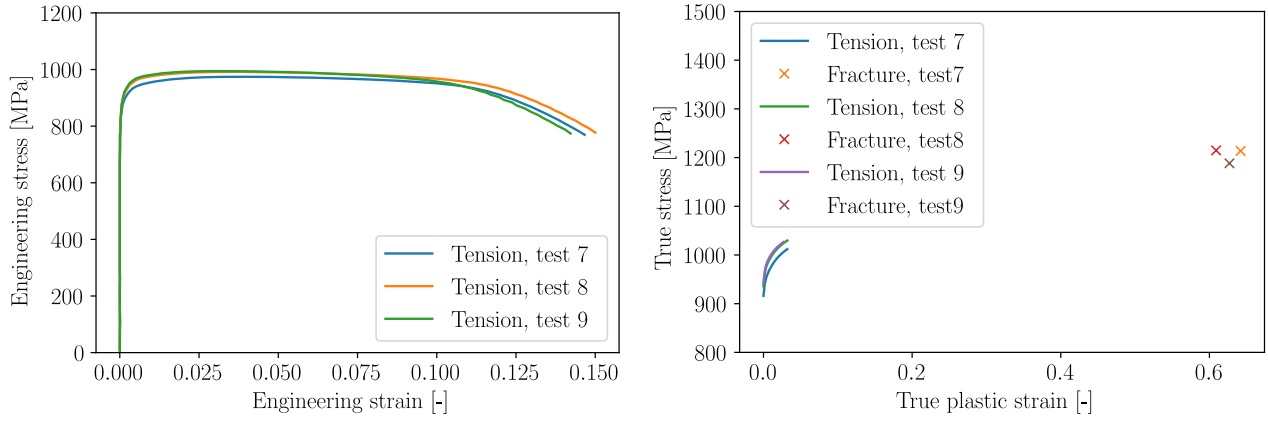 1200
1000
800
600
400
200
0
Engineering stress [MPa]
Tension, test 7
Tension, test 8
Tension, test 9
0.000 0.025 0.050 0.075 0.100 0.125 0.150
Engineering strain [-]
1500
1400
1300
1200
1100
1000
900
800
True stress [MPa]
Tension, test 7
Fracture, test7
Tension, test 8
Fracture, test8
Tension, test 9
Fracture, test9
0.0 0.2 0.4 0.6
True plastic strain [-]